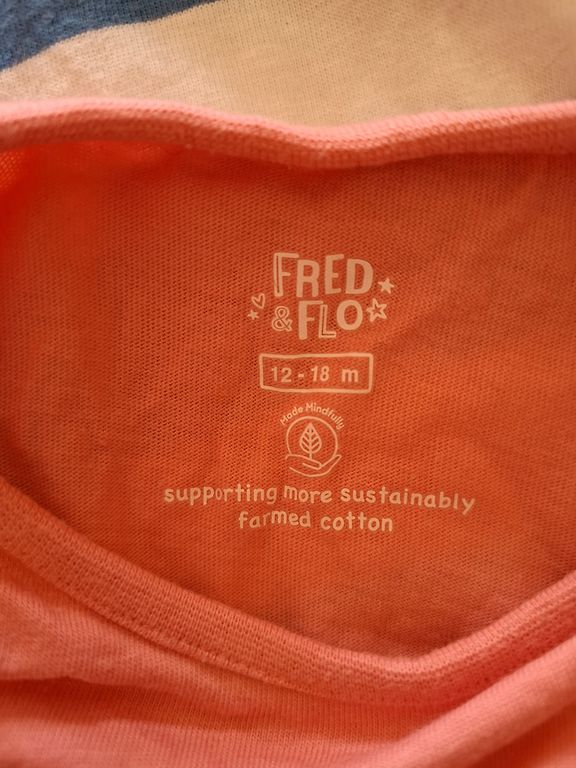 FRED
& FLO
12 - 18 m
Made Mindfully
supporting more sustainably
farmed cotton